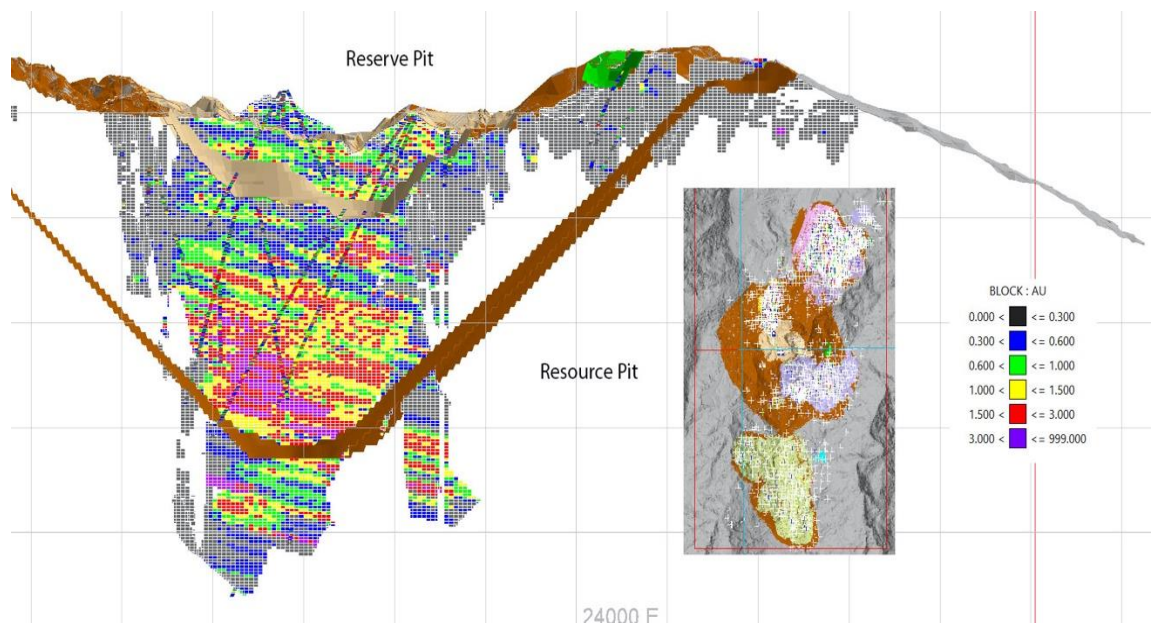 Reserve Pit
Resource Pit
BLOCK : AU
0.000 < <= 0.300
0.300 < <= 0.600
0.600 < <= 1.000
1.000 < <= 1.500
1.500 < <= 3.000
3.000 < <= 999.000
24000 E